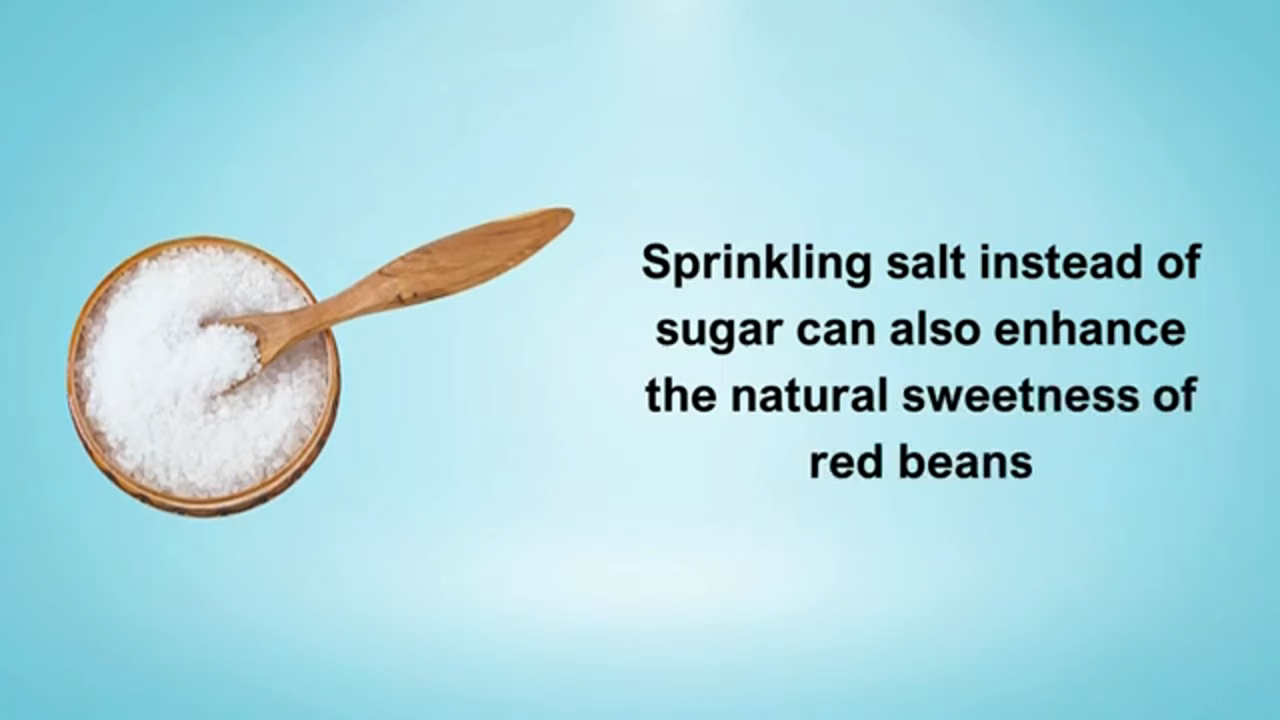 Sprinkling salt instead of
sugar can also enhance
the natural sweetness of
red beans